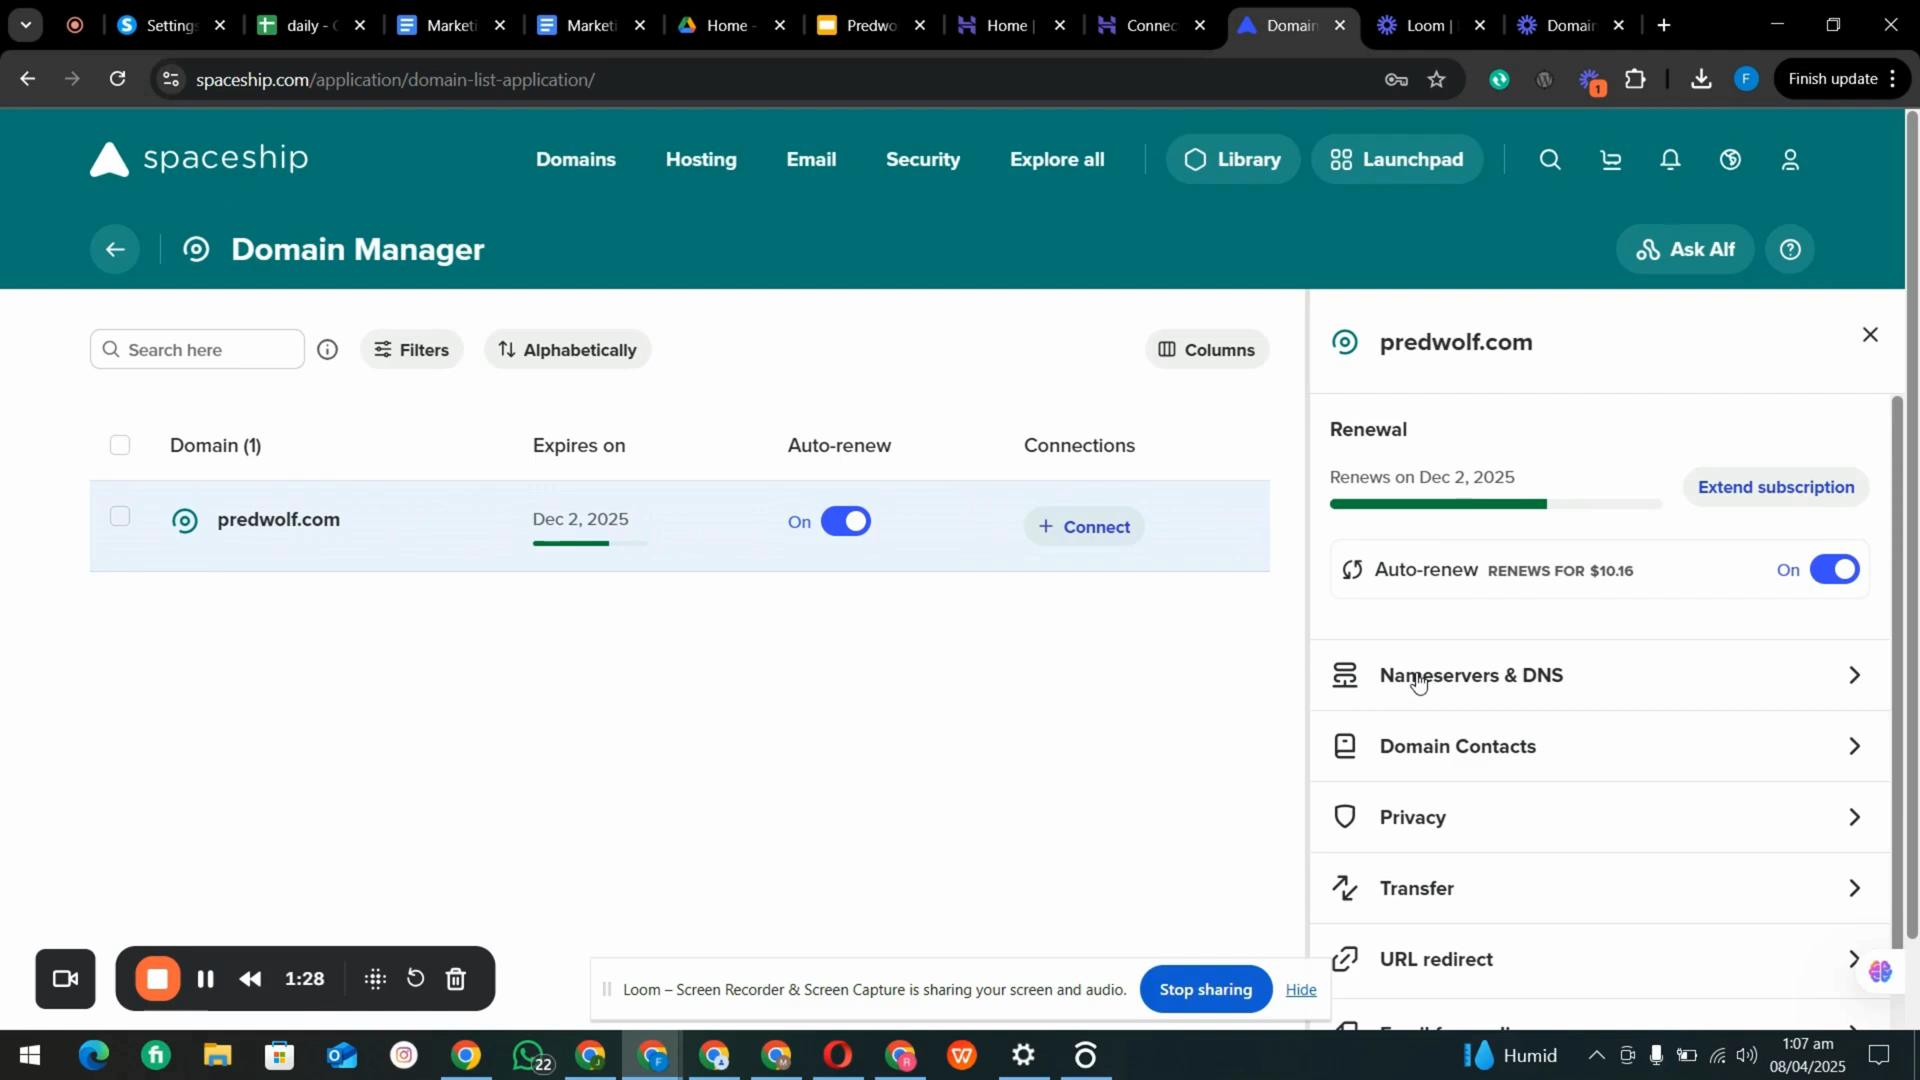 Settings
daily - G
Marketi
Marketi
Home -
Predwo
Home |
Connec
Domain
Loom |
Domain
spaceship.com/application/domain-list-application/
1
F
Finish update
spaceship
Domains
Hosting
Email
Security
Explore all
Library
Launchpad
Domain Manager
Ask Alf
Search here
Filters
Alphabetically
Columns
Domain (1)
Expires on
Auto-renew
Connections
predwolf.com
Dec 2, 2025
On
+ Connect
predwolf.com
Renewal
Renews on Dec 2, 2025
Extend subscription
Auto-renew RENEWS FOR $10.16
On
Nameservers & DNS
Domain Contacts
Privacy
Transfer
URL redirect
1:28
Loom – Screen Recorder & Screen Capture is sharing your screen and audio.
Stop sharing
Hide
22
Humid
1:07 am
08/04/2025